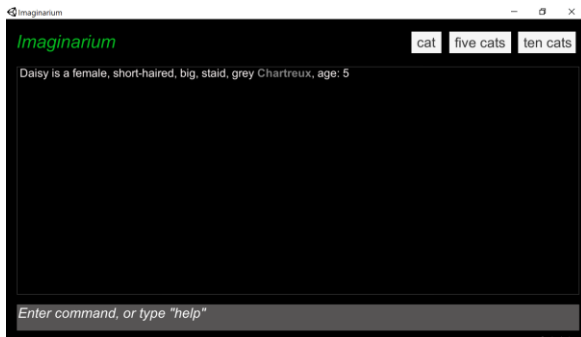 Imaginarium
Imaginarium
cat five cats ten cats
Daisy is a female, short-haired, big, staid, grey Chartreux, age: 5
Enter command, or type "help"